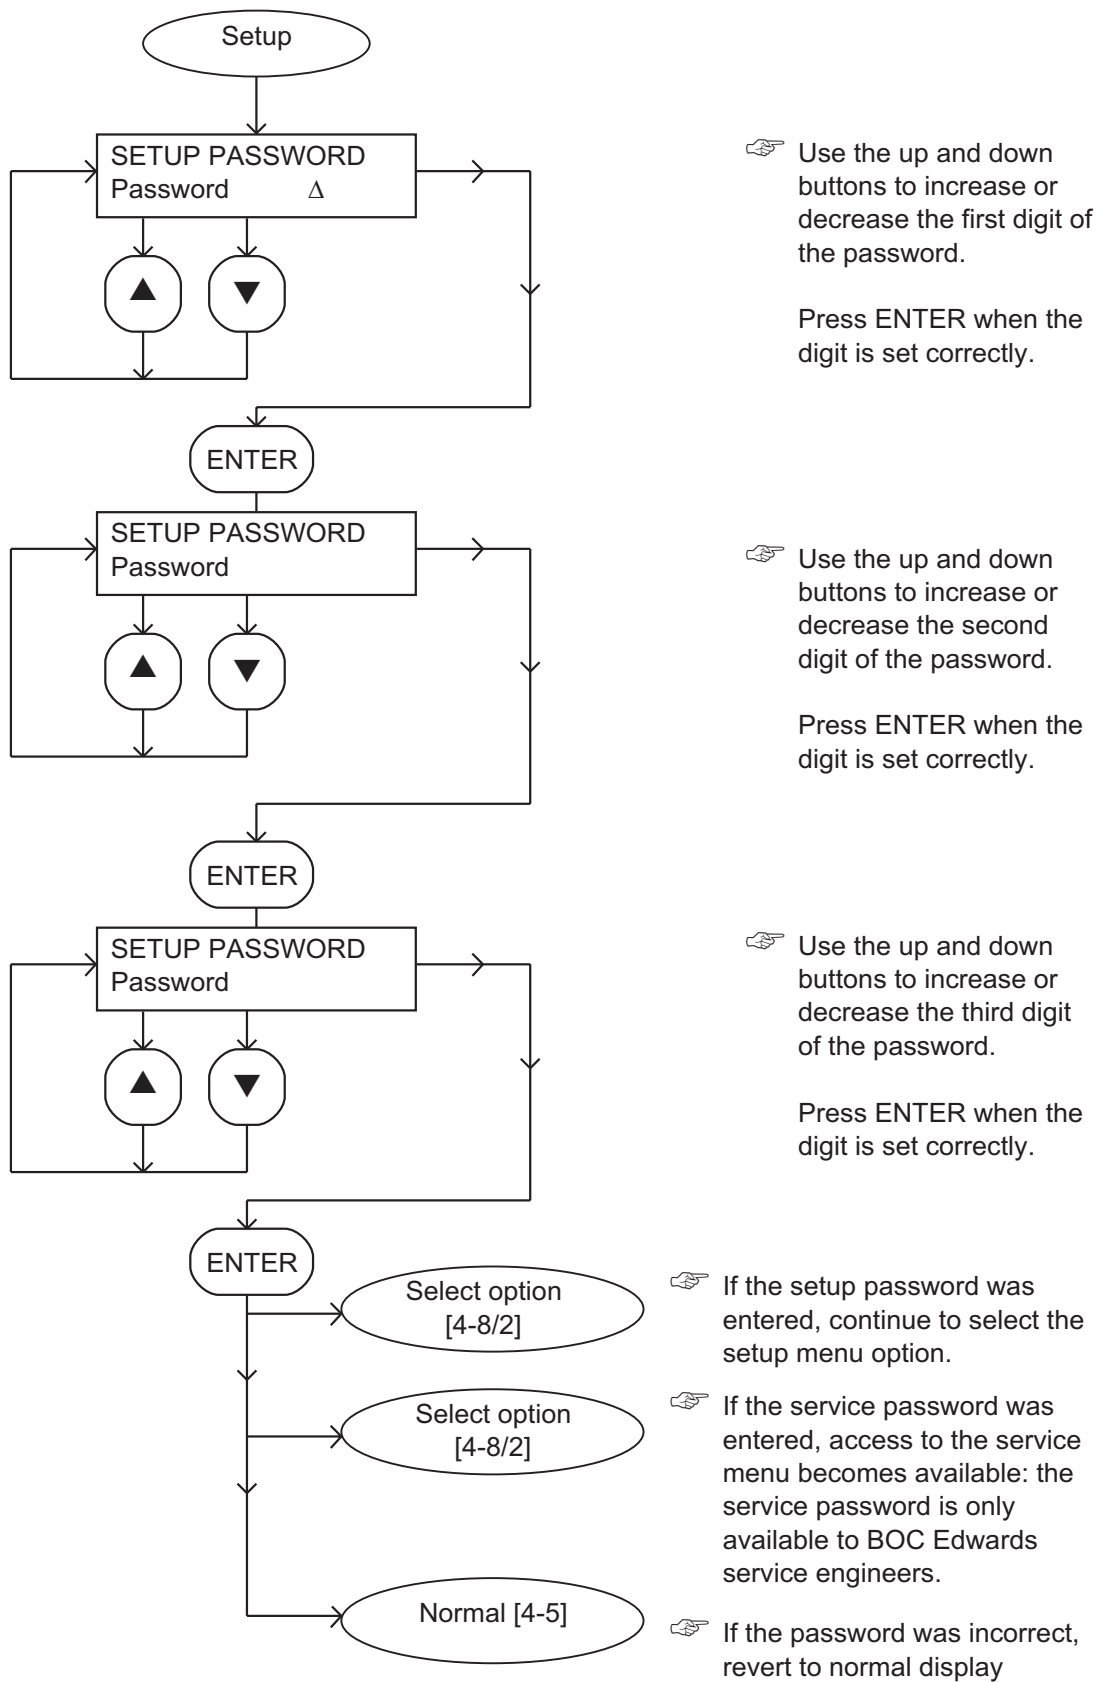 Setup
SETUP PASSWORD
Password Δ
▲ ▼
☞ Use the up and down
buttons to increase or
decrease the first digit of
the password.
Press ENTER when the
digit is set correctly.
ENTER
SETUP PASSWORD
Password
▲ ▼
☞ Use the up and down
buttons to increase or
decrease the second
digit of the password.
Press ENTER when the
digit is set correctly.
ENTER
SETUP PASSWORD
Password
▲ ▼
☞ Use the up and down
buttons to increase or
decrease the third digit
of the password.
Press ENTER when the
digit is set correctly.
ENTER
Select option
[4-8/2]
☞ If the setup password was
entered, continue to select the
setup menu option.
Select option
[4-8/2]
☞ If the service password was
entered, access to the service
menu becomes available: the
service password is only
available to BOC Edwards
service engineers.
Normal [4-5]
☞ If the password was incorrect,
revert to normal display